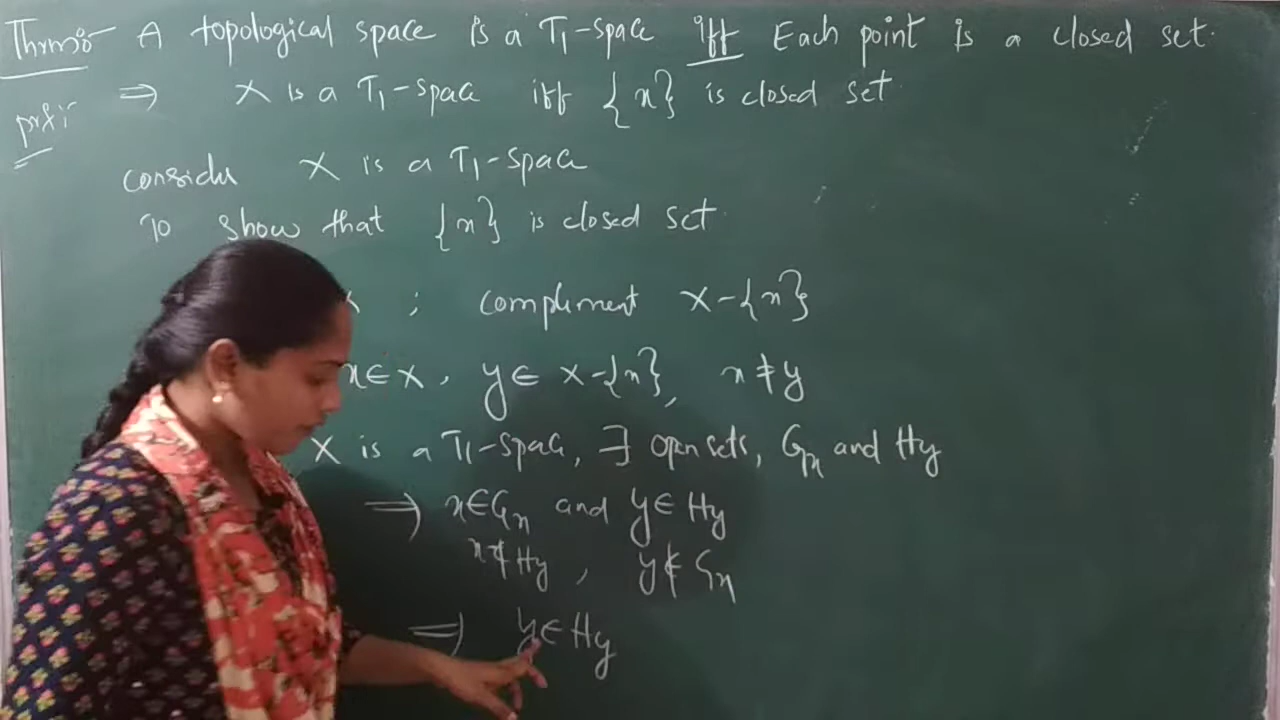 Thrm:- A topological space is a T1-space iff Each point is a closed set.
prf:
⇒ X is a T1-space iff {x} is closed set
consider X is a T1-space
To show that {x} is closed set.
; compliment X-{x}
x∈X, y∈ X-{x}, x≠y
X is a T1-space, ∃ open sets, Gx and Hy
⇒ x∈Gx and y∈Hy
x∉Hy, y∉Gx
⇒ y∈Hy